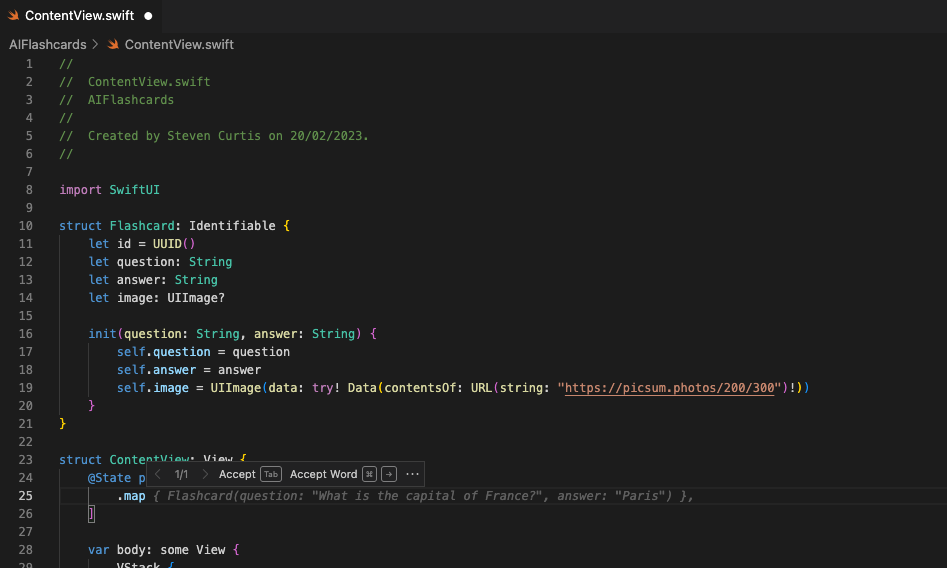 ContentView.swift
AIFlashcards > ContentView.swift
1 //
2 //  ContentView.swift
3 //  AIFlashcards
4 //
5 //  Created by Steven Curtis on 20/02/2023.
6 //
7
8 import SwiftUI
9
10 struct Flashcard: Identifiable {
11     let id = UUID()
12     let question: String
13     let answer: String
14     let image: UIImage?
15
16     init(question: String, answer: String) {
17         self.question = question
18         self.answer = answer
19         self.image = UIImage(data: try! Data(contentsOf: URL(string: "https://picsum.photos/200/300")!))
20     }
21 }
22
23 struct ContentView: View {
< 1/1 > Accept Tab Accept Word ⌘ → ...
24     @State p
25         .map { Flashcard(question: "What is the capital of France?", answer: "Paris") },
26     ]
27
28     var body: some View {
29         VStack {